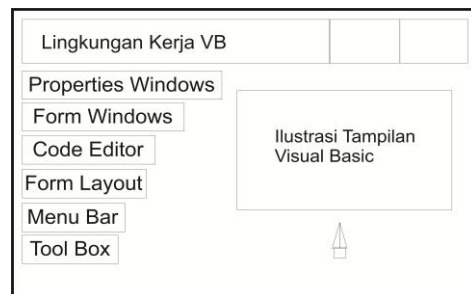 Lingkungan Kerja VB
Properties Windows
Form Windows
Code Editor
Form Layout
Menu Bar
Tool Box
Ilustrasi Tampilan
Visual Basic